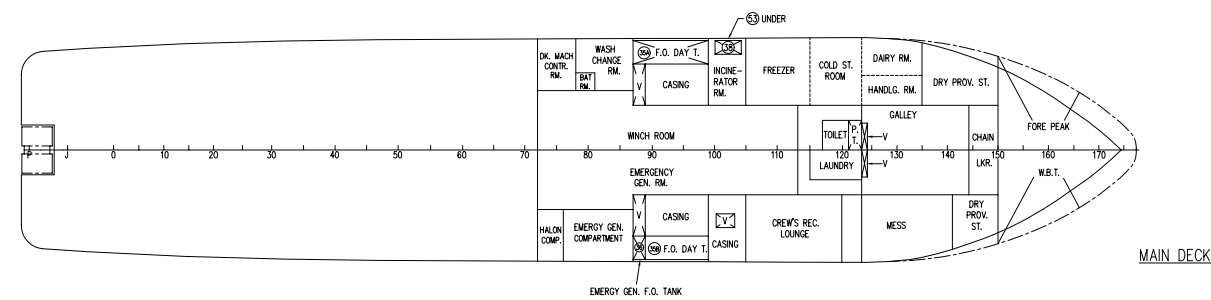 53 UNDER
DK. MACH
CONTR.
RM.
WASH
CHANGE
RM.
BAT
RM.
35A F.O. DAY T.
V
CASING
38
INCINE-
RATOR
RM.
FREEZER
COLD ST.
ROOM
DAIRY RM.
HANDLG. RM.
DRY PROV. ST.
GALLEY
WINCH ROOM
TOILET
P.
T.
V
CHAIN
LKR.
FORE PEAK
P J 0 10 20 30 40 50 60 70 80 90 100 110 120 130 140 150 160 170
LAUNDRY
V
EMERGENCY
GEN. RM.
W.B.T.
HALON
COMP.
EMERGY GEN.
COMPARTMENT
V
CASING
36
35B F.O. DAY T.
V
CASING
CREW'S REC.
LOUNGE
MESS
DRY
PROV.
ST.
EMERGY GEN. F.O. TANK
MAIN DECK